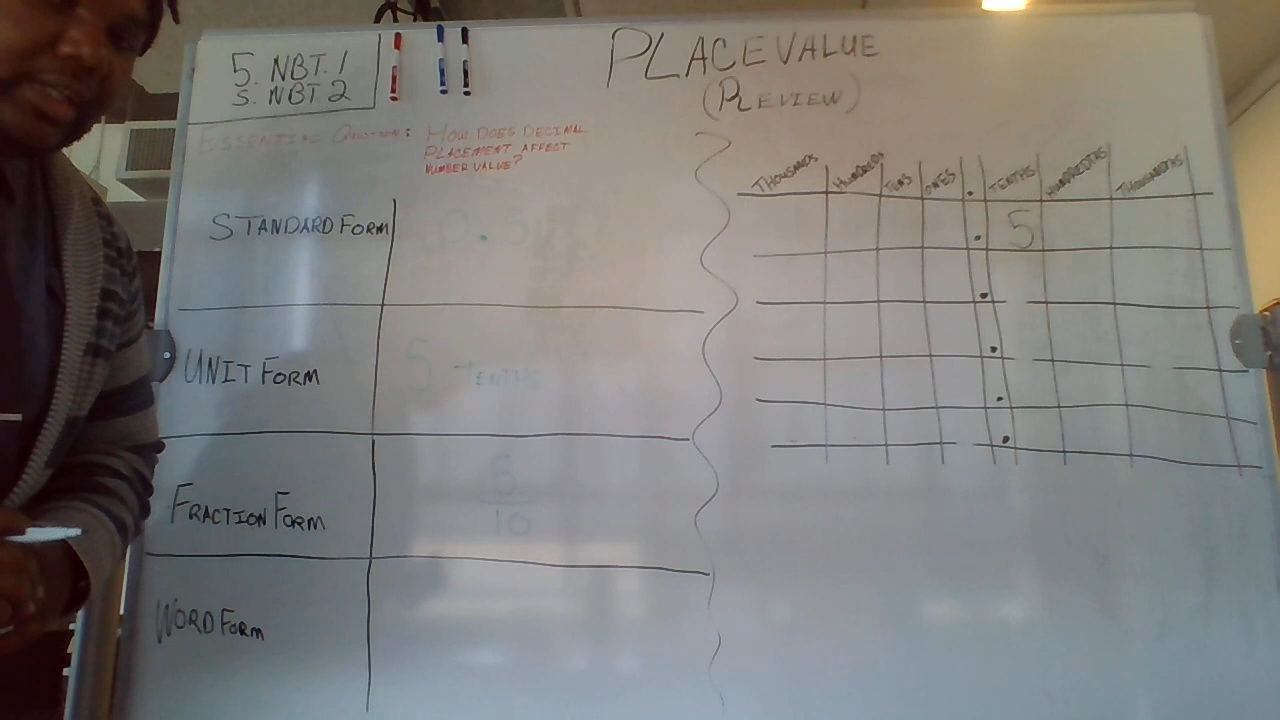 5. NBT. 1
5. NBT 2
PLACE VALUE
(PREVIEW)
ESSENTIAL QUESTION: HOW DOES DECIMAL
PLACEMENT AFFECT
NUMBER VALUE?
STANDARD FORM
0.5
UNIT FORM
5 TENTHS
FRACTION FORM
5
10
WORD FORM
THOUSANDS HUNDREDS TENS ONES . TENTHS HUNDREDTHS THOUSANDTHS
. 5
.
.
.
.